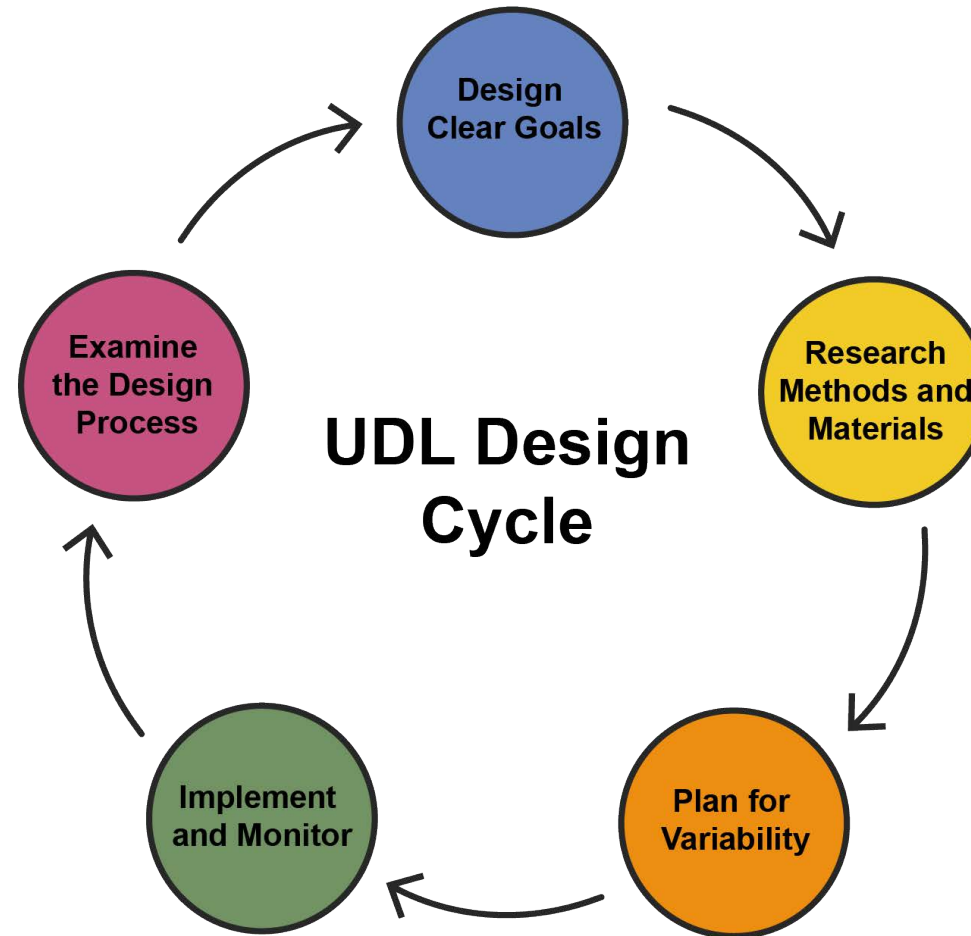 Design
Clear Goals
Research
Methods and
Materials
Plan for
Variability
Implement
and Monitor
Examine
the Design
Process
UDL Design
Cycle